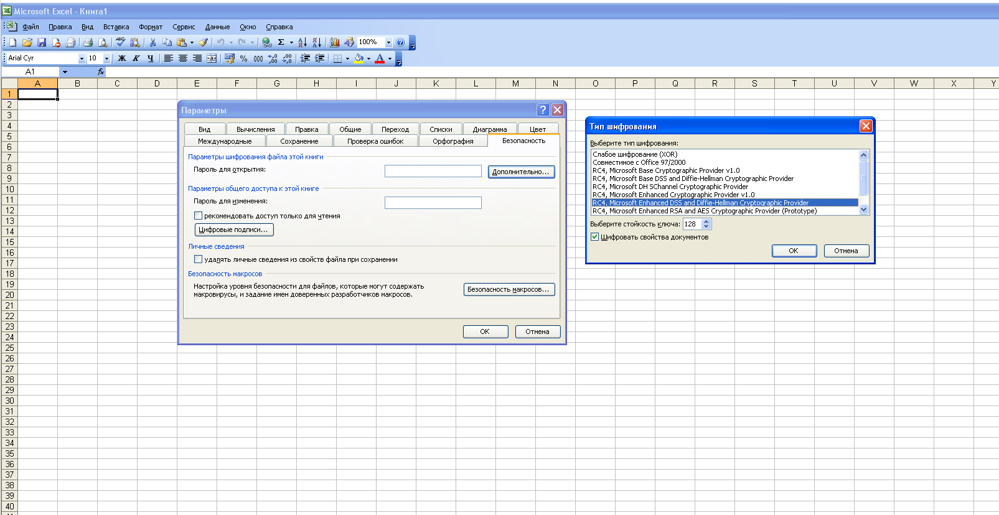 Microsoft Excel - Книга1
Файл Правка Вид Вставка Формат Сервис Данные Окно Справка
100%
Arial Cyr 10 Ж К Ч % 000
A1 fx
A B C D E F G H I J K L M N O P Q R S T U V W X Y
1
2
3
4
5
6
7
8
9
10
11
12
13
14
15
16
17
18
19
20
21
22
23
24
25
26
27
28
29
30
31
32
33
34
35
36
37
38
39
40
Параметры
Вид Вычисления Правка Общие Переход Списки Диаграмма Цвет
Международные Сохранение Проверка ошибок Орфография Безопасность
Параметры шифрования файла этой книги
Пароль для открытия: Дополнительно...
Параметры общего доступа к этой книге
Пароль для изменения:
рекомендовать доступ только для чтения
Цифровые подписи...
Личные сведения
удалять личные сведения из свойств файла при сохранении
Безопасность макросов
Настройка уровня безопасности для файлов, которые могут содержать
макровирусы, и задание имен доверенных разработчиков макросов.
Безопасность макросов...
ОК Отмена
Тип шифрования
Выберите тип шифрования:
Слабое шифрование (XOR)
Совместимое с Office 97/2000
RC4, Microsoft Base Cryptographic Provider v1.0
RC4, Microsoft Base DSS and Diffie-Hellman Cryptographic Provider
RC4, Microsoft DH SChannel Cryptographic Provider
RC4, Microsoft Enhanced Cryptographic Provider v1.0
RC4, Microsoft Enhanced DSS and Diffie-Hellman Cryptographic Provider
RC4, Microsoft Enhanced RSA and AES Cryptographic Provider (Prototype)
Выберите стойкость ключа: 128
Шифровать свойства документов
ОК Отмена